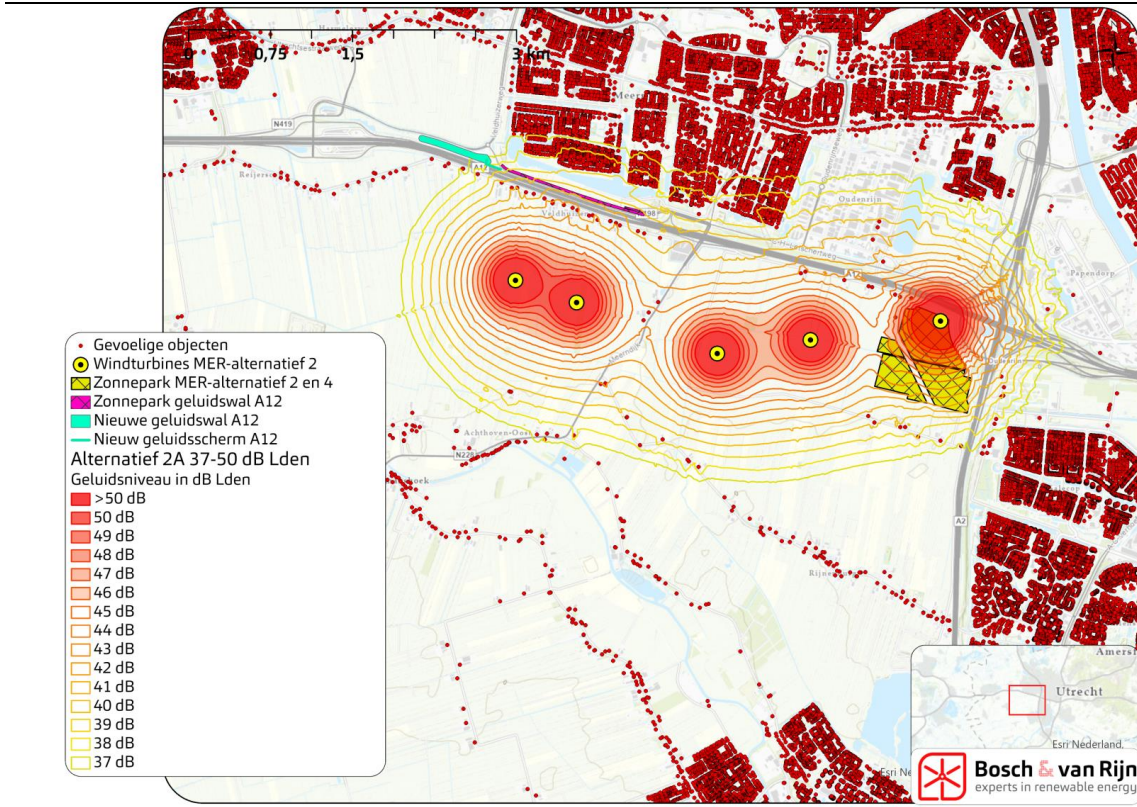 0 0,75 1,5 3 km
N419
Meer
A12
Reijers
Veldhuizen
Oudenrijn
A12
Papendorp
Gevoelige objecten
Windturbines MER-alternatief 2
Zonnepark MER-alternatief 2 en 4
Zonnepark geluidswal A12
Nieuwe geluidswal A12
Nieuw geluidsscherm A12
Alternatief 2A 37-50 dB Lden
Geluidsniveau in dB Lden
>50 dB
50 dB
49 dB
48 dB
47 dB
46 dB
45 dB
44 dB
43 dB
42 dB
41 dB
40 dB
39 dB
38 dB
37 dB
Meerndijk
Achthoven-Oost
N228
A2
Amersf
Utrecht
Esri Nederland,
Esri Ne
Bosch & van Rijn
experts in renewable energy